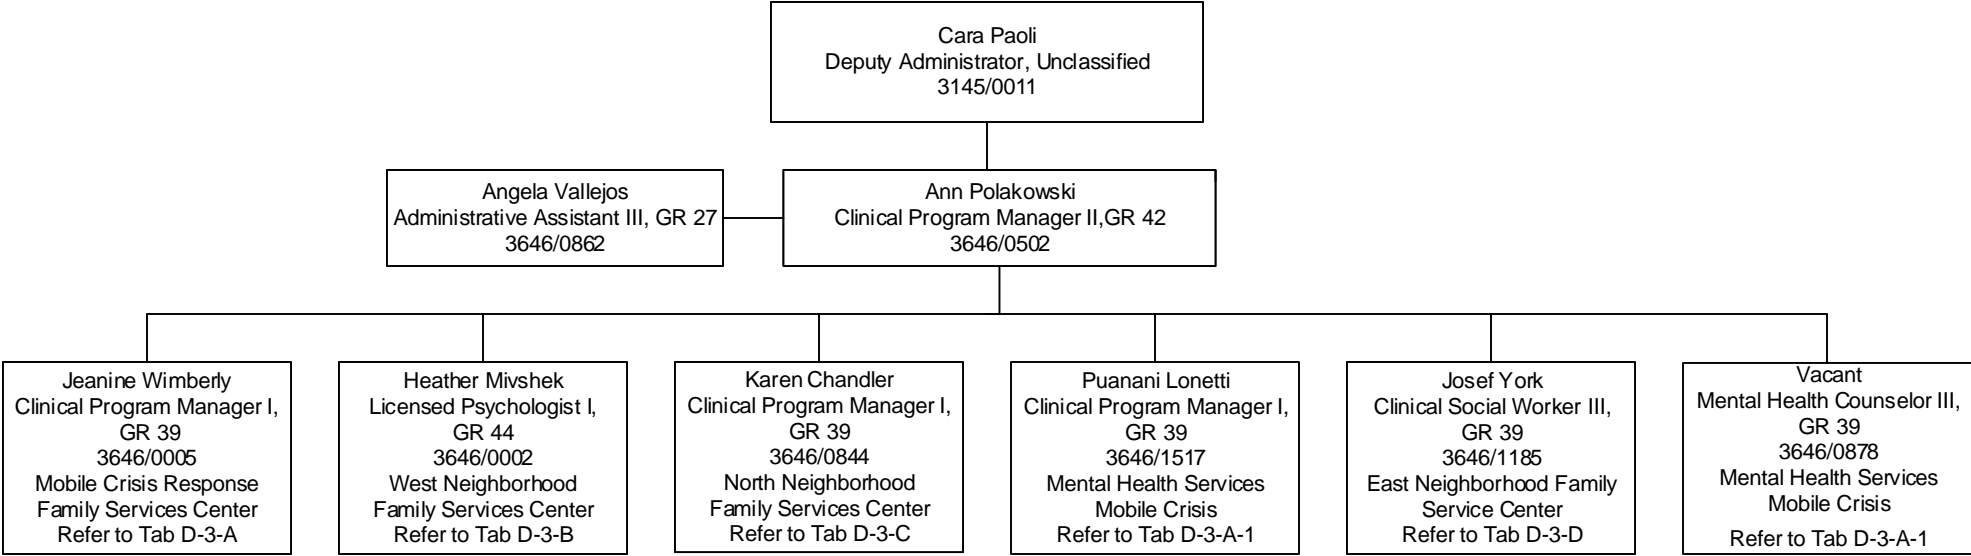 Cara Paoli
Deputy Administrator, Unclassified
3145/0011
Angela Vallejos
Administrative Assistant III, GR 27
3646/0862
Ann Polakowski
Clinical Program Manager II,GR 42
3646/0502
Jeanine Wimberly
Clinical Program Manager I,
GR 39
3646/0005
Mobile Crisis Response
Family Services Center
Refer to Tab D-3-A
Heather Mivshek
Licensed Psychologist I,
GR 44
3646/0002
West Neighborhood
Family Services Center
Refer to Tab D-3-B
Karen Chandler
Clinical Program Manager I,
GR 39
3646/0844
North Neighborhood
Family Services Center
Refer to Tab D-3-C
Puanani Lonetti
Clinical Program Manager I,
GR 39
3646/1517
Mental Health Services
Mobile Crisis
Refer to Tab D-3-A-1
Josef York
Clinical Social Worker III,
GR 39
3646/1185
East Neighborhood Family
Service Center
Refer to Tab D-3-D
Vacant
Mental Health Counselor III,
GR 39
3646/0878
Mental Health Services
Mobile Crisis
Refer to Tab D-3-A-1